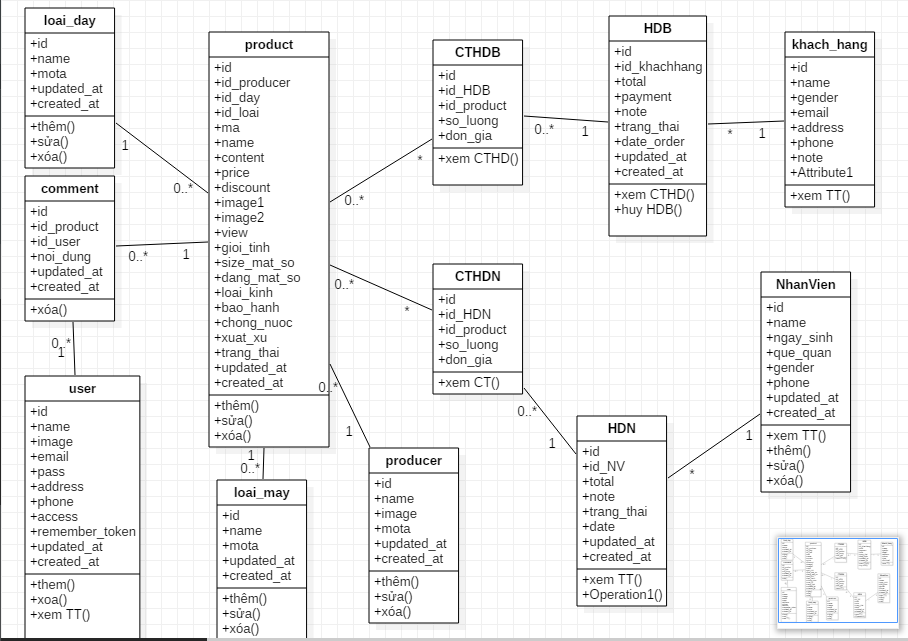 loai_day
+id
+name
+mota
+updated_at
+created_at
+thêm()
+sửa()
+xóa()
1
0..*
comment
+id
+id_product
+id_user
+noi_dung
+updated_at
+created_at
+xóa()
0..*
1
0..*
1
user
+id
+name
+image
+email
+pass
+address
+phone
+access
+remember_token
+updated_at
+created_at
+them()
+xoa()
+xem TT()
product
+id
+id_producer
+id_day
+id_loai
+ma
+name
+content
+price
+discount
+image1
+image2
+view
+gioi_tinh
+size_mat_so
+dang_mat_so
+loai_kinh
+bao_hanh
+chong_nuoc
+xuat_xu
+trang_thai
+updated_at
+created_at
+thêm()
+sửa()
+xóa()
1
0..*
loai_may
+id
+name
+mota
+updated_at
+created_at
+thêm()
+sửa()
+xóa()
0..*
1
producer
+id
+name
+image
+mota
+updated_at
+created_at
+thêm()
+sửa()
+xóa()
*
0..*
CTHDB
+id
+id_HDB
+id_product
+so_luong
+don_gia
+xem CTHD()
0..*
1
HDB
+id
+id_khachhang
+total
+payment
+note
+trang_thai
+date_order
+updated_at
+created_at
+xem CTHD()
+huy HDB()
*
1
khach_hang
+id
+name
+gender
+email
+address
+phone
+note
+Attribute1
+xem TT()
0..*
*
CTHDN
+id
+id_HDN
+id_product
+so_luong
+don_gia
+xem CT()
0..*
1
HDN
+id
+id_NV
+total
+note
+trang_thai
+date
+updated_at
+created_at
+xem TT()
+Operation1()
*
1
NhanVien
+id
+name
+ngay_sinh
+que_quan
+gender
+phone
+updated_at
+created_at
+xem TT()
+thêm()
+sửa()
+xóa()